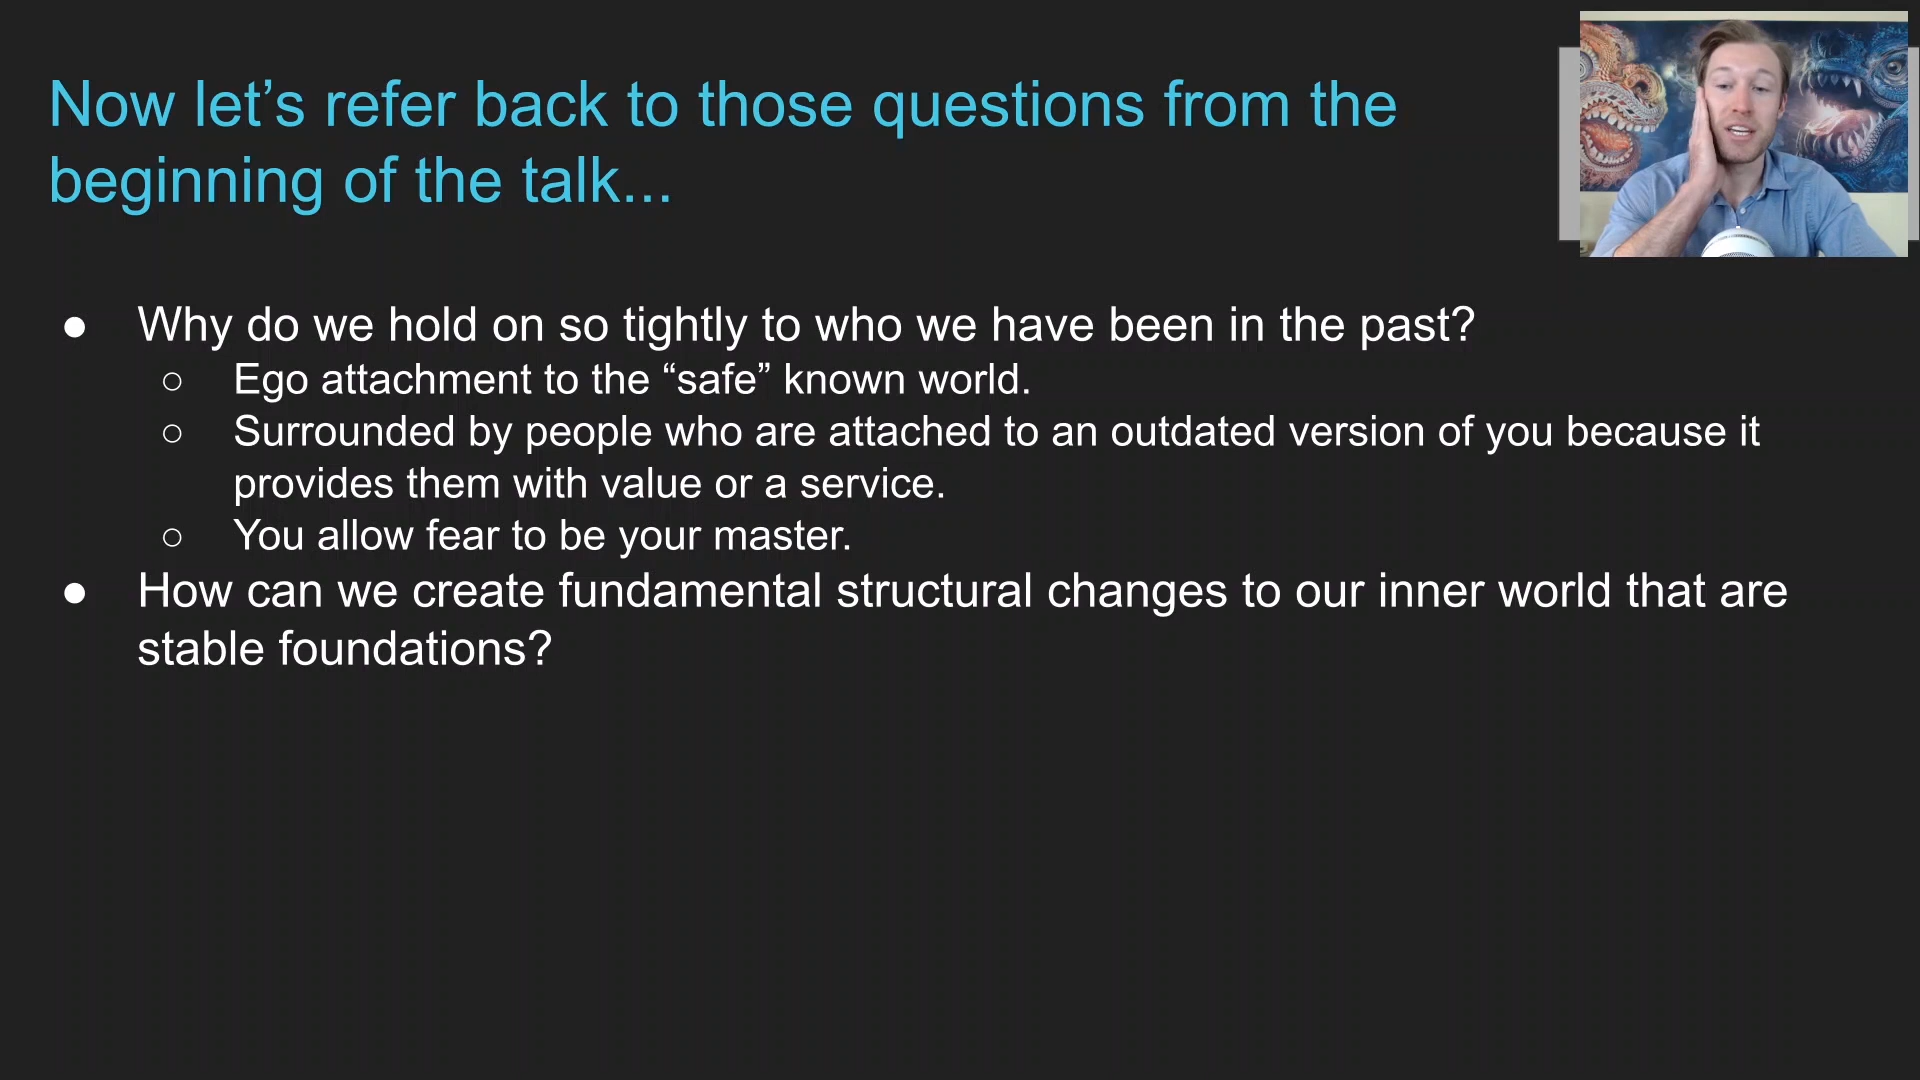 Now let’s refer back to those questions from the
beginning of the talk...
● Why do we hold on so tightly to who we have been in the past?
○ Ego attachment to the “safe” known world.
○ Surrounded by people who are attached to an outdated version of you because it
provides them with value or a service.
○ You allow fear to be your master.
● How can we create fundamental structural changes to our inner world that are
stable foundations?